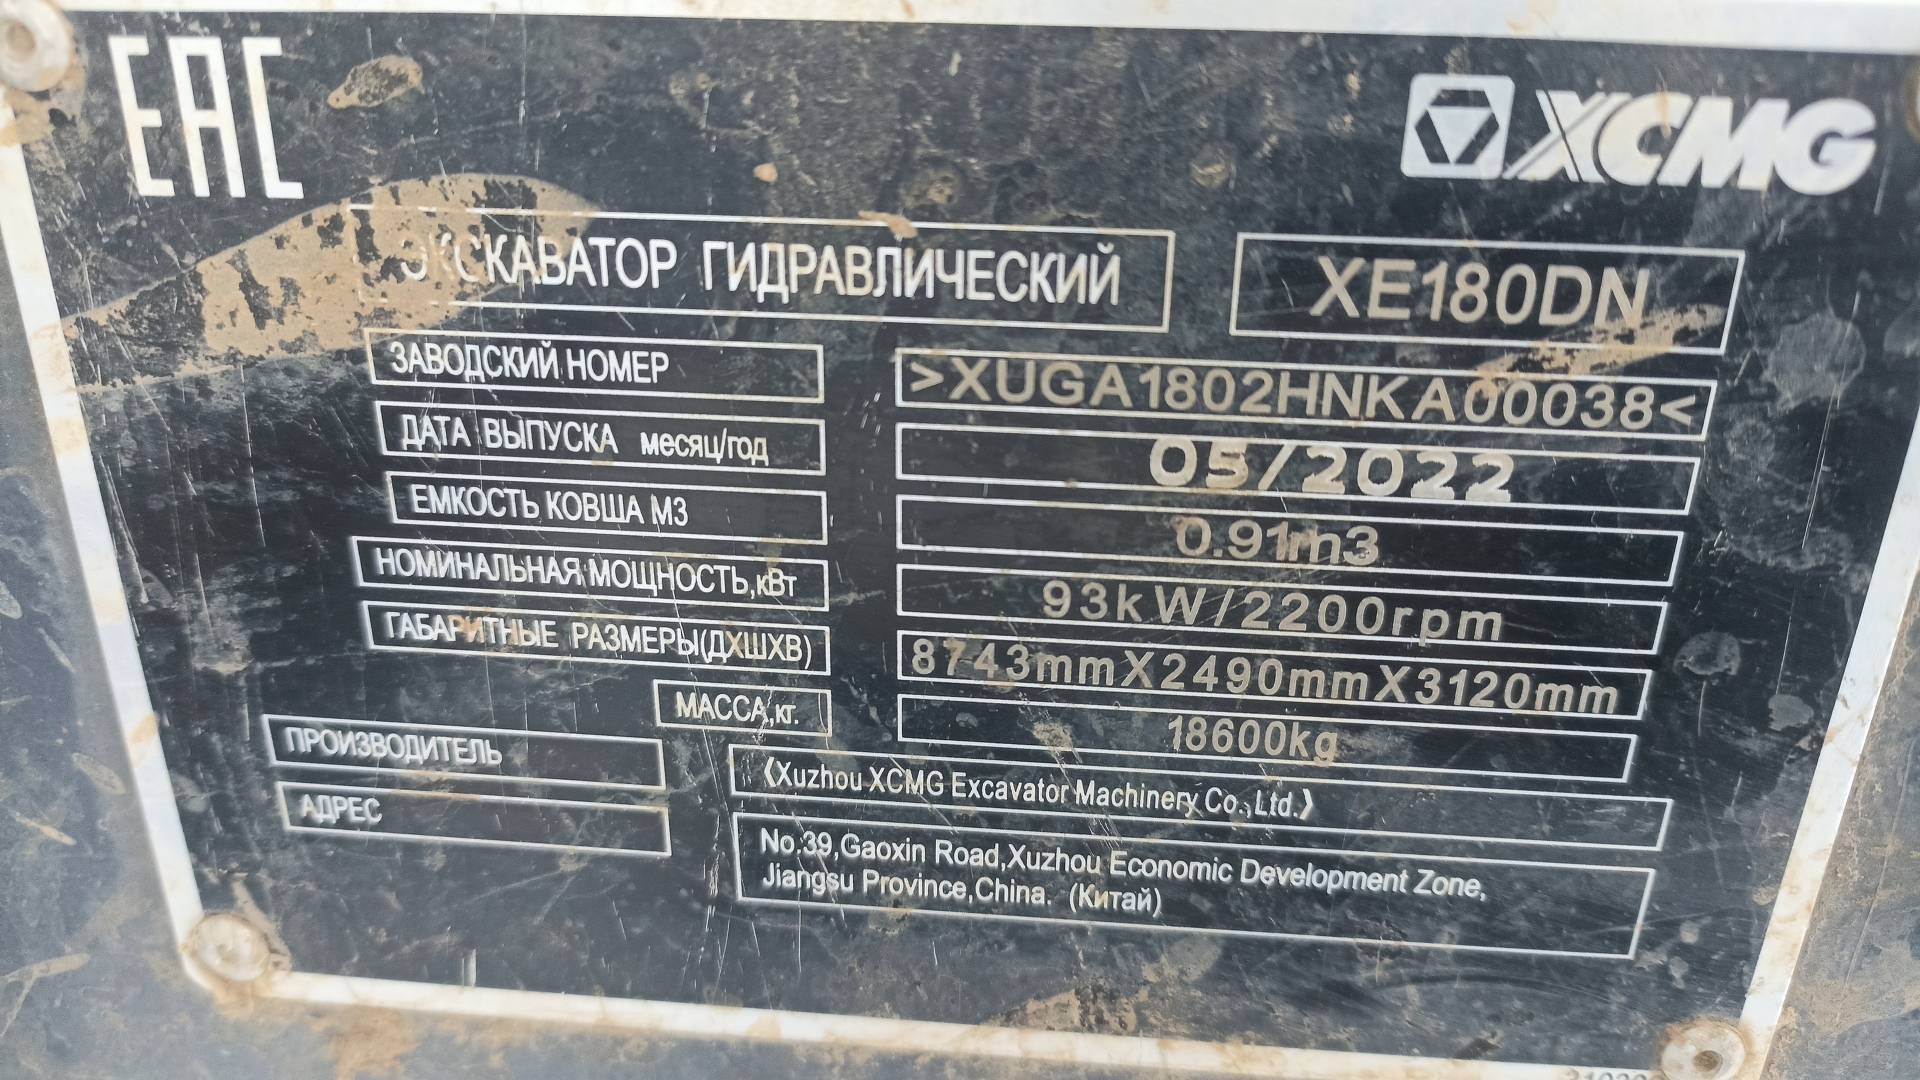 EAC
XCMG
ЭКСКАВАТОР ГИДРАВЛИЧЕСКИЙ XE180DN
ЗАВОДСКИЙ НОМЕР >XUGA1802HNKA00038<
ДАТА ВЫПУСКА месяц/год 05/2022
ЕМКОСТЬ КОВША М3 0.91m3
НОМИНАЛЬНАЯ МОЩНОСТЬ,кВт 93kW/2200rpm
ГАБАРИТНЫЕ РАЗМЕРЫ(ДХШХВ) 8743mmX2490mmX3120mm
МАССА,кг. 18600kg
ПРОИЗВОДИТЕЛЬ 《Xuzhou XCMG Excavator Machinery Co.,Ltd.》
АДРЕС No.39,Gaoxin Road,Xuzhou Economic Development Zone,
Jiangsu Province,China. (Китай)